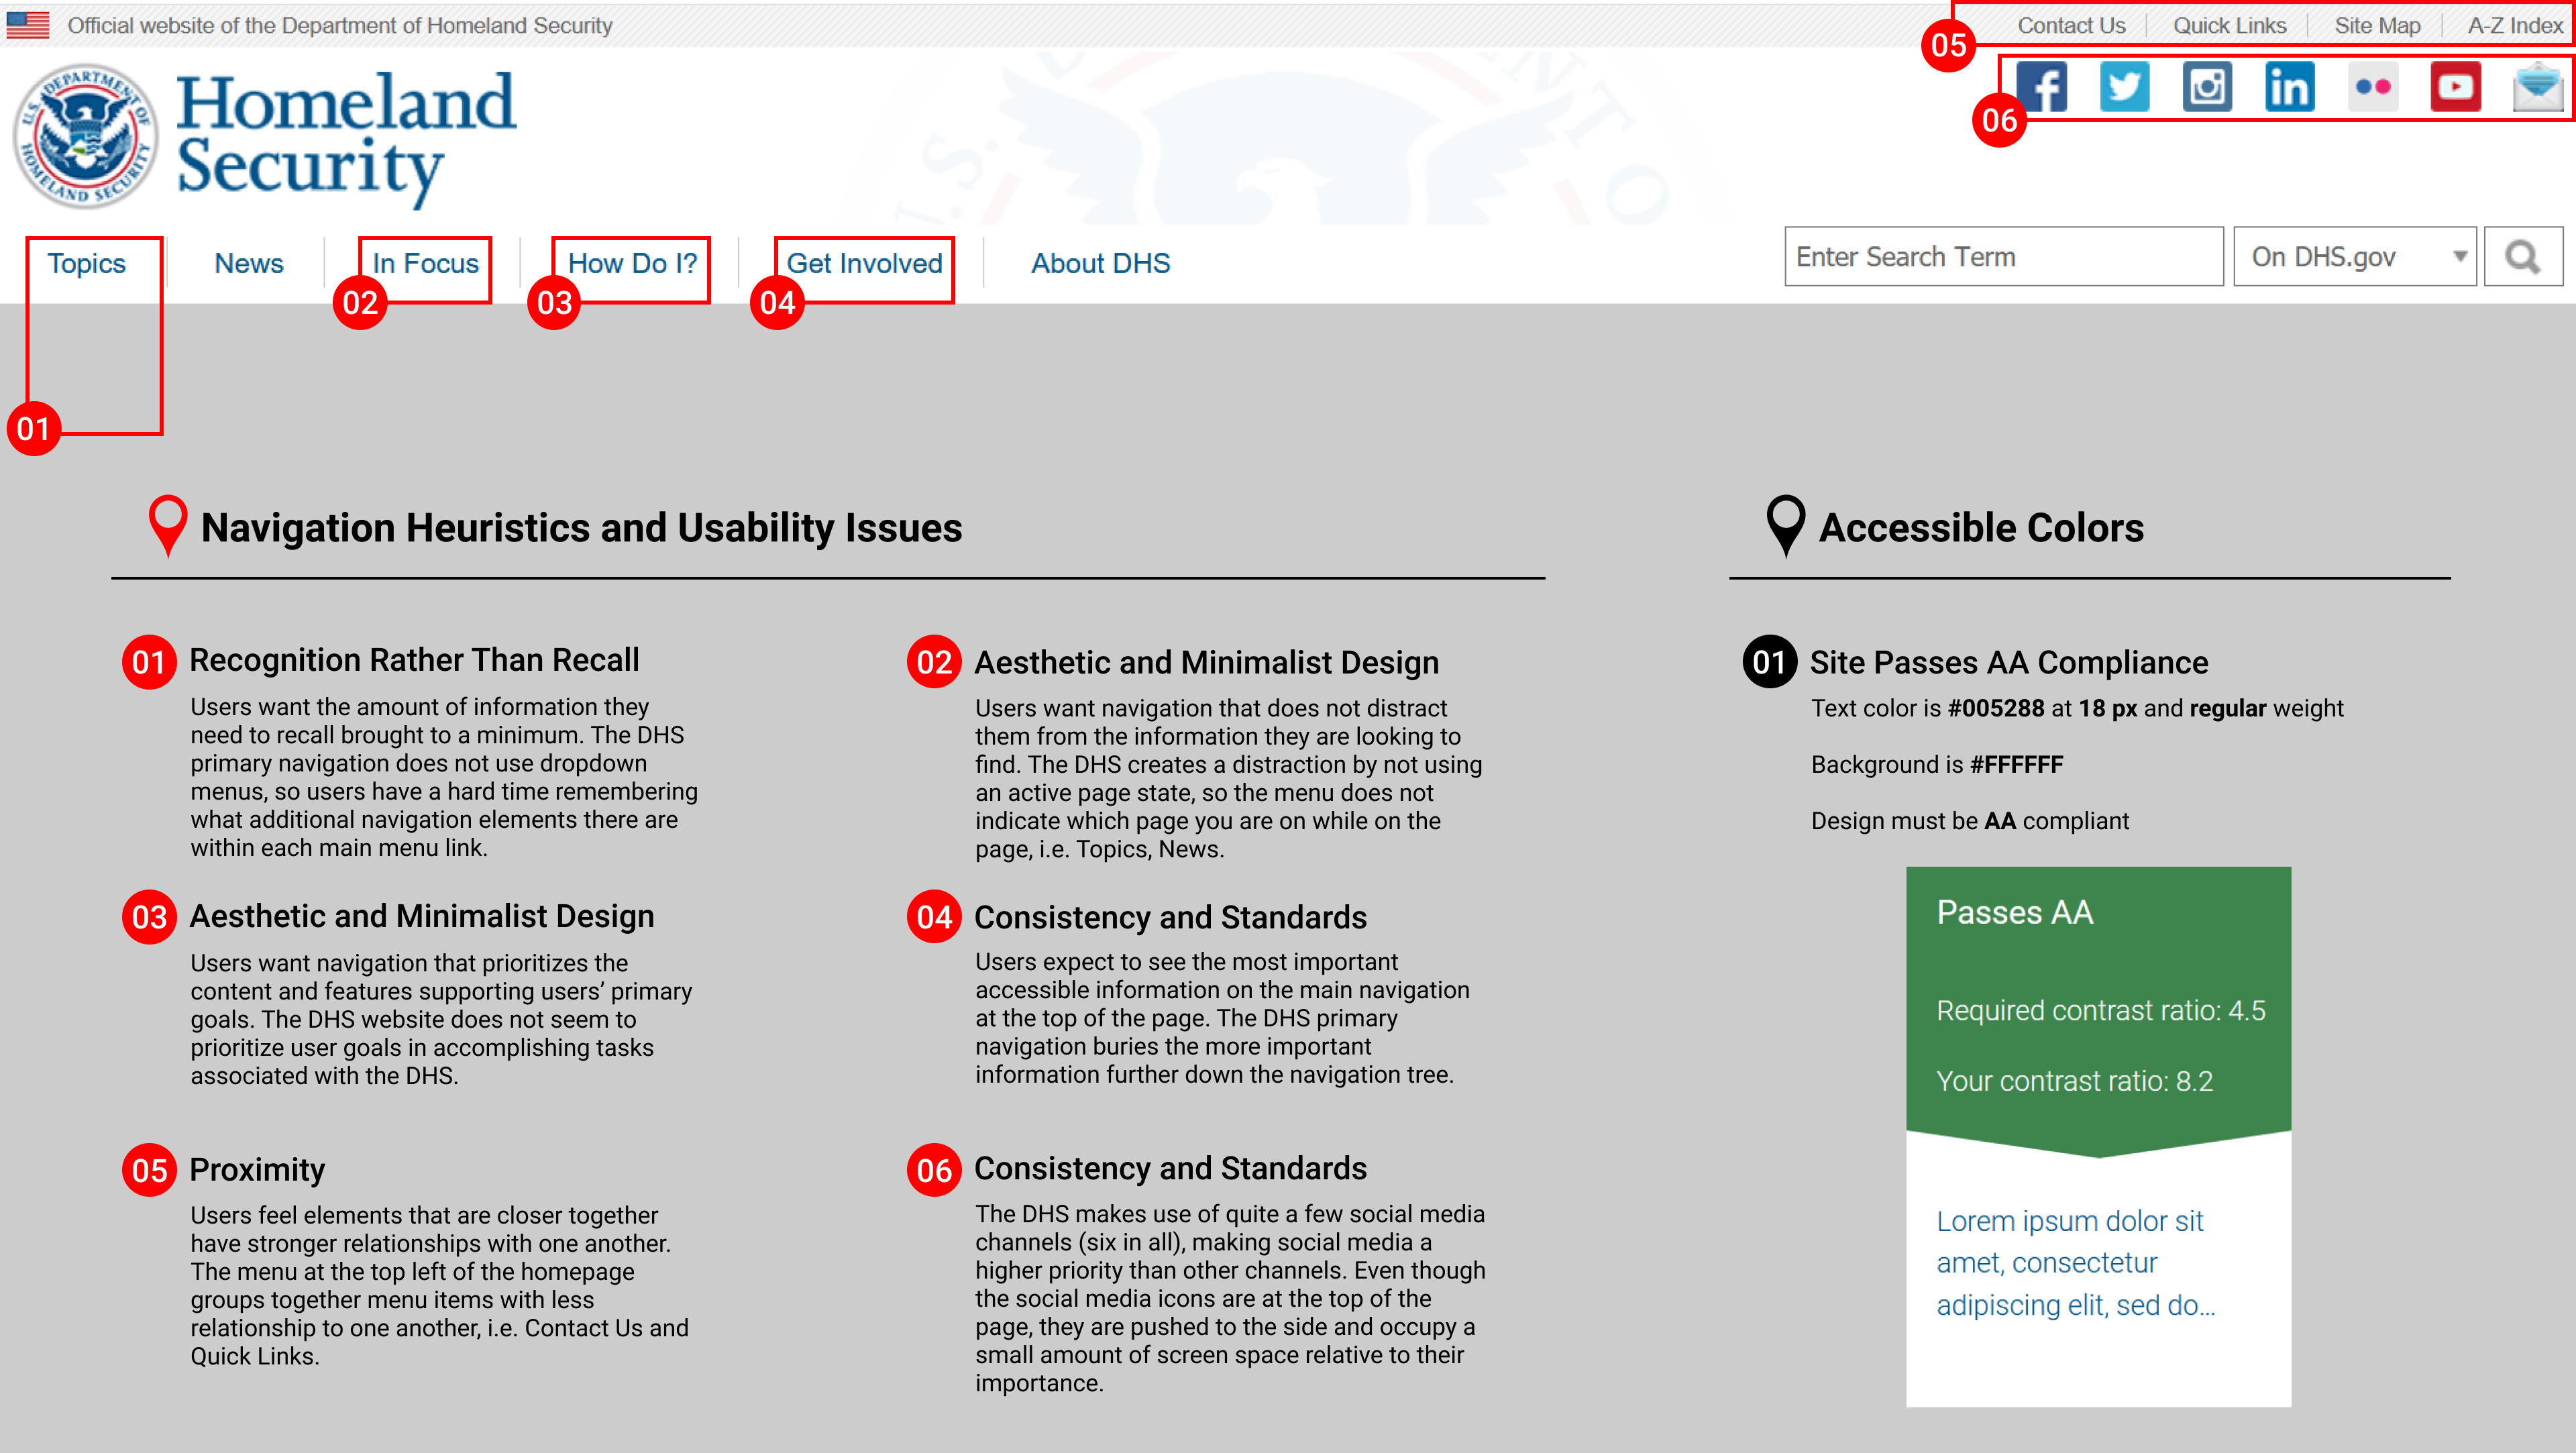 Official website of the Department of Homeland Security
Contact Us
Quick Links
Site Map
A-Z Index
05
06
U.S. DEPARTMENT OF
HOMELAND SECURITY
Homeland
Security
Topics
News
In Focus
How Do I?
Get Involved
About DHS
Enter Search Term
On DHS.gov
02
03
04
01
Navigation Heuristics and Usability Issues
01 Recognition Rather Than Recall
Users want the amount of information they
need to recall brought to a minimum. The DHS
primary navigation does not use dropdown
menus, so users have a hard time remembering
what additional navigation elements there are
within each main menu link.
02 Aesthetic and Minimalist Design
Users want navigation that does not distract
them from the information they are looking to
find. The DHS creates a distraction by not using
an active page state, so the menu does not
indicate which page you are on while on the
page, i.e. Topics, News.
03 Aesthetic and Minimalist Design
Users want navigation that prioritizes the
content and features supporting users’ primary
goals. The DHS website does not seem to
prioritize user goals in accomplishing tasks
associated with the DHS.
04 Consistency and Standards
Users expect to see the most important
accessible information on the main navigation
at the top of the page. The DHS primary
navigation buries the more important
information further down the navigation tree.
05 Proximity
Users feel elements that are closer together
have stronger relationships with one another.
The menu at the top left of the homepage
groups together menu items with less
relationship to one another, i.e. Contact Us and
Quick Links.
06 Consistency and Standards
The DHS makes use of quite a few social media
channels (six in all), making social media a
higher priority than other channels. Even though
the social media icons are at the top of the
page, they are pushed to the side and occupy a
small amount of screen space relative to their
importance.
Accessible Colors
01 Site Passes AA Compliance
Text color is #005288 at 18 px and regular weight
Background is #FFFFFF
Design must be AA compliant
Passes AA
Required contrast ratio: 4.5
Your contrast ratio: 8.2
Lorem ipsum dolor sit
amet, consectetur
adipiscing elit, sed do...